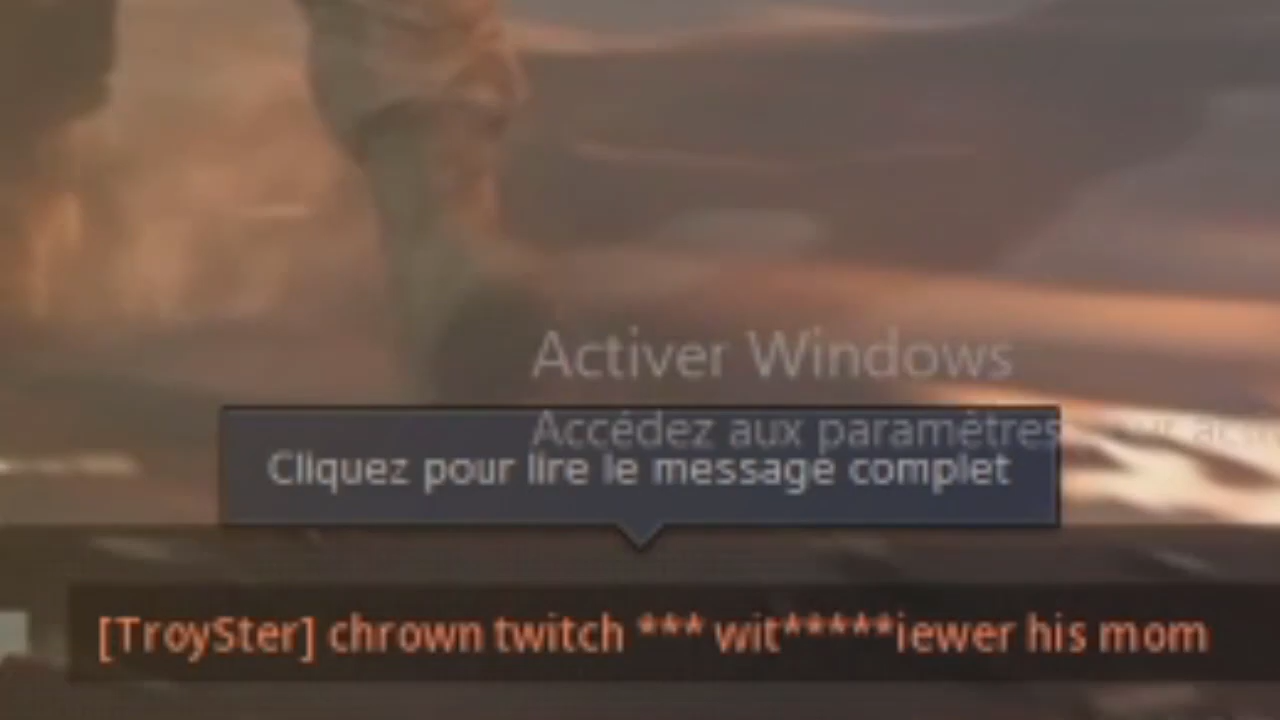 Activer Windows
Accédez aux paramètres
Cliquez pour lire le message complet
[TroySter] chrown twitch *** wit*****iewer his mom